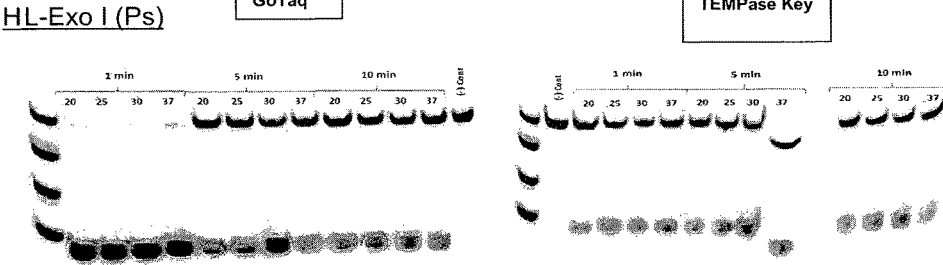 GoTaq
TEMPase Key
HL-Exo I (Ps)
1 min 5 min 10 min (-) Cont
20 25 30 37 20 25 30 37 20 25 30 37
(-) Cont 1 min 5 min 10 min
20 25 30 37 20 25 30 37 20 25 30 37